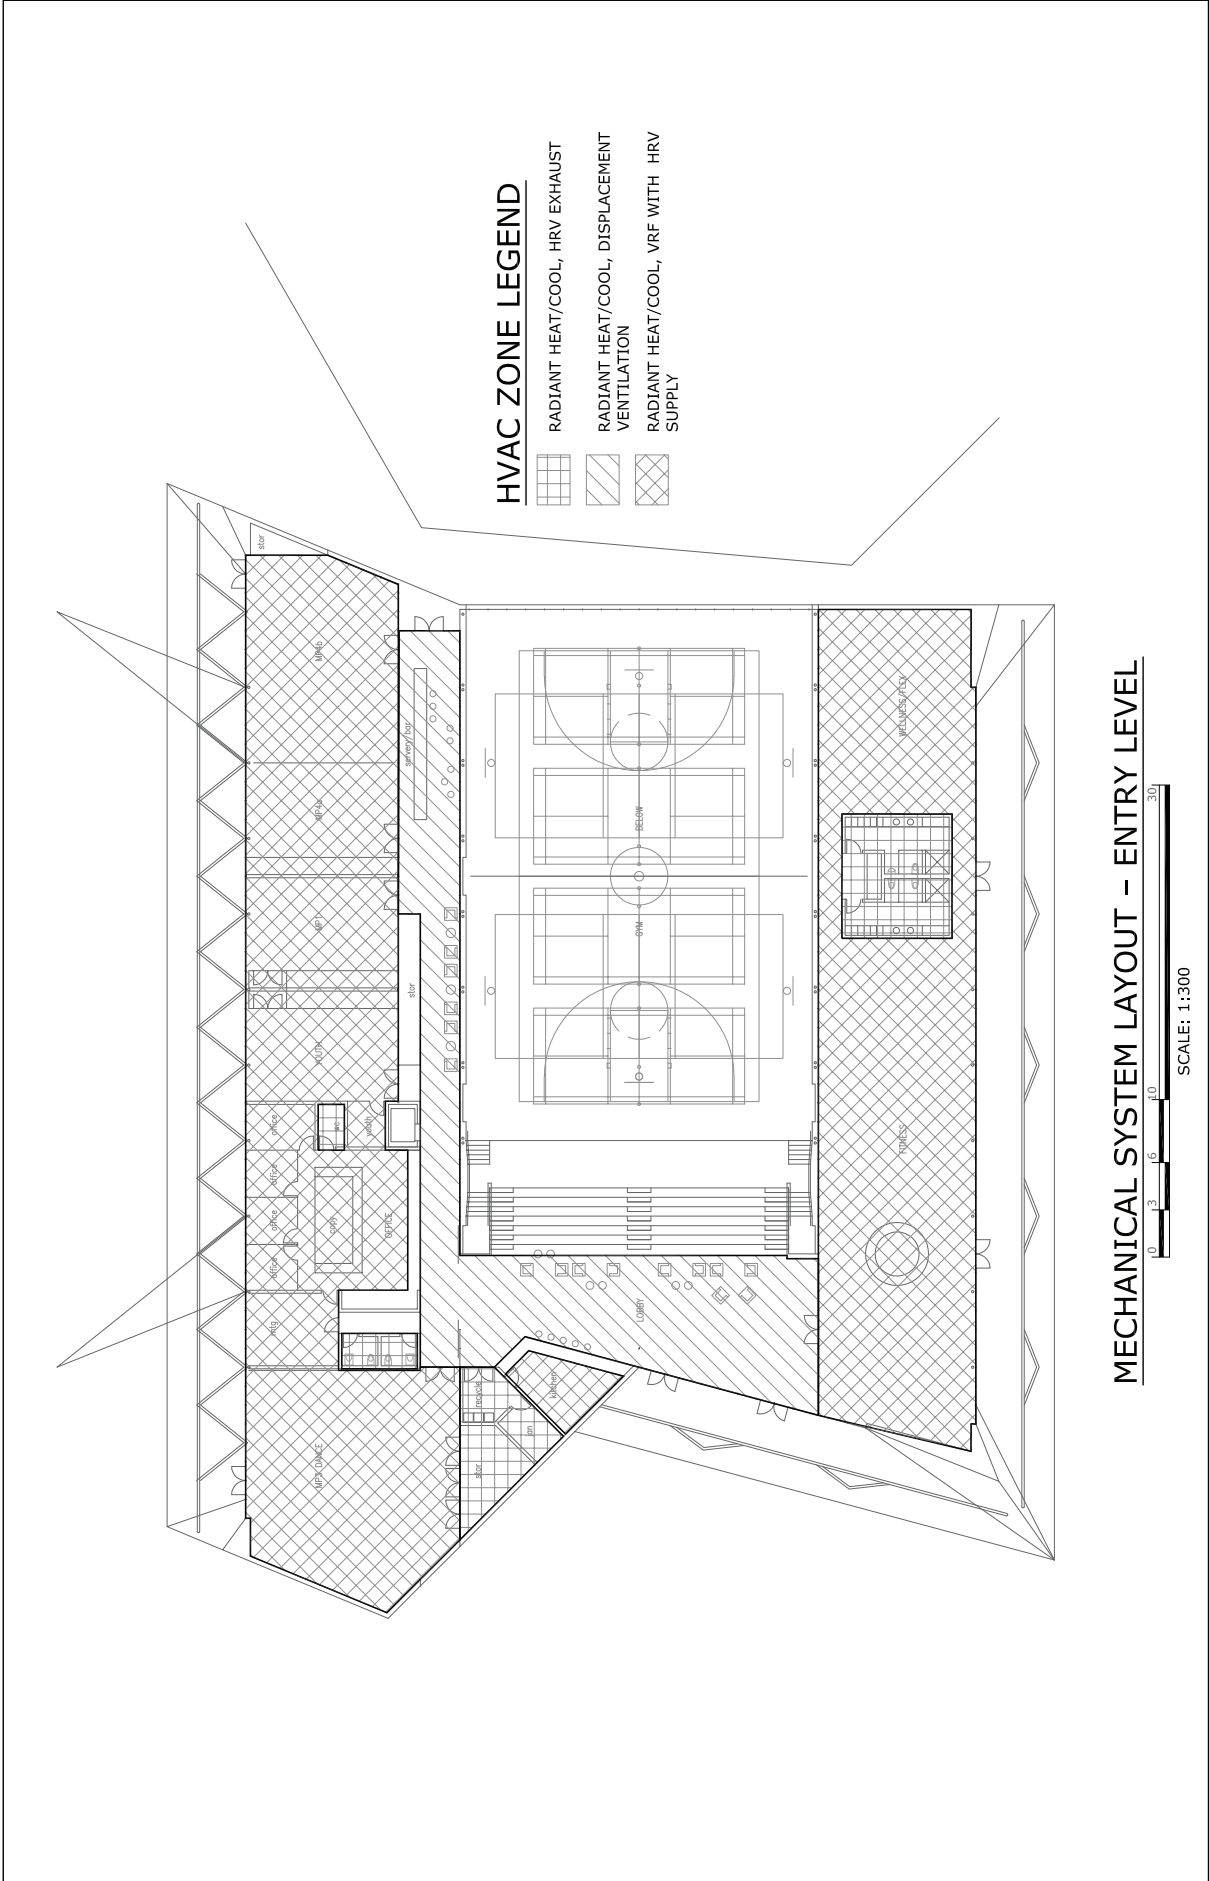 HVAC ZONE LEGEND
RADIANT HEAT/COOL, HRV EXHAUST
RADIANT HEAT/COOL, DISPLACEMENT
VENTILATION
RADIANT HEAT/COOL, VRF WITH HRV
SUPPLY
stor
MP4b
MP4a
MP1
YOUTH
office
wc
youth
office
office
office
copy
OFFICE
mtg
MP3 DANCE
servery/bar
stor
recycle
stor
jan
kitchen
LOBBY
GYM
BELOW
WELLNESS/FLEX
FITNESS
MECHANICAL SYSTEM LAYOUT – ENTRY LEVEL
0 3 6 10 30
SCALE: 1:300